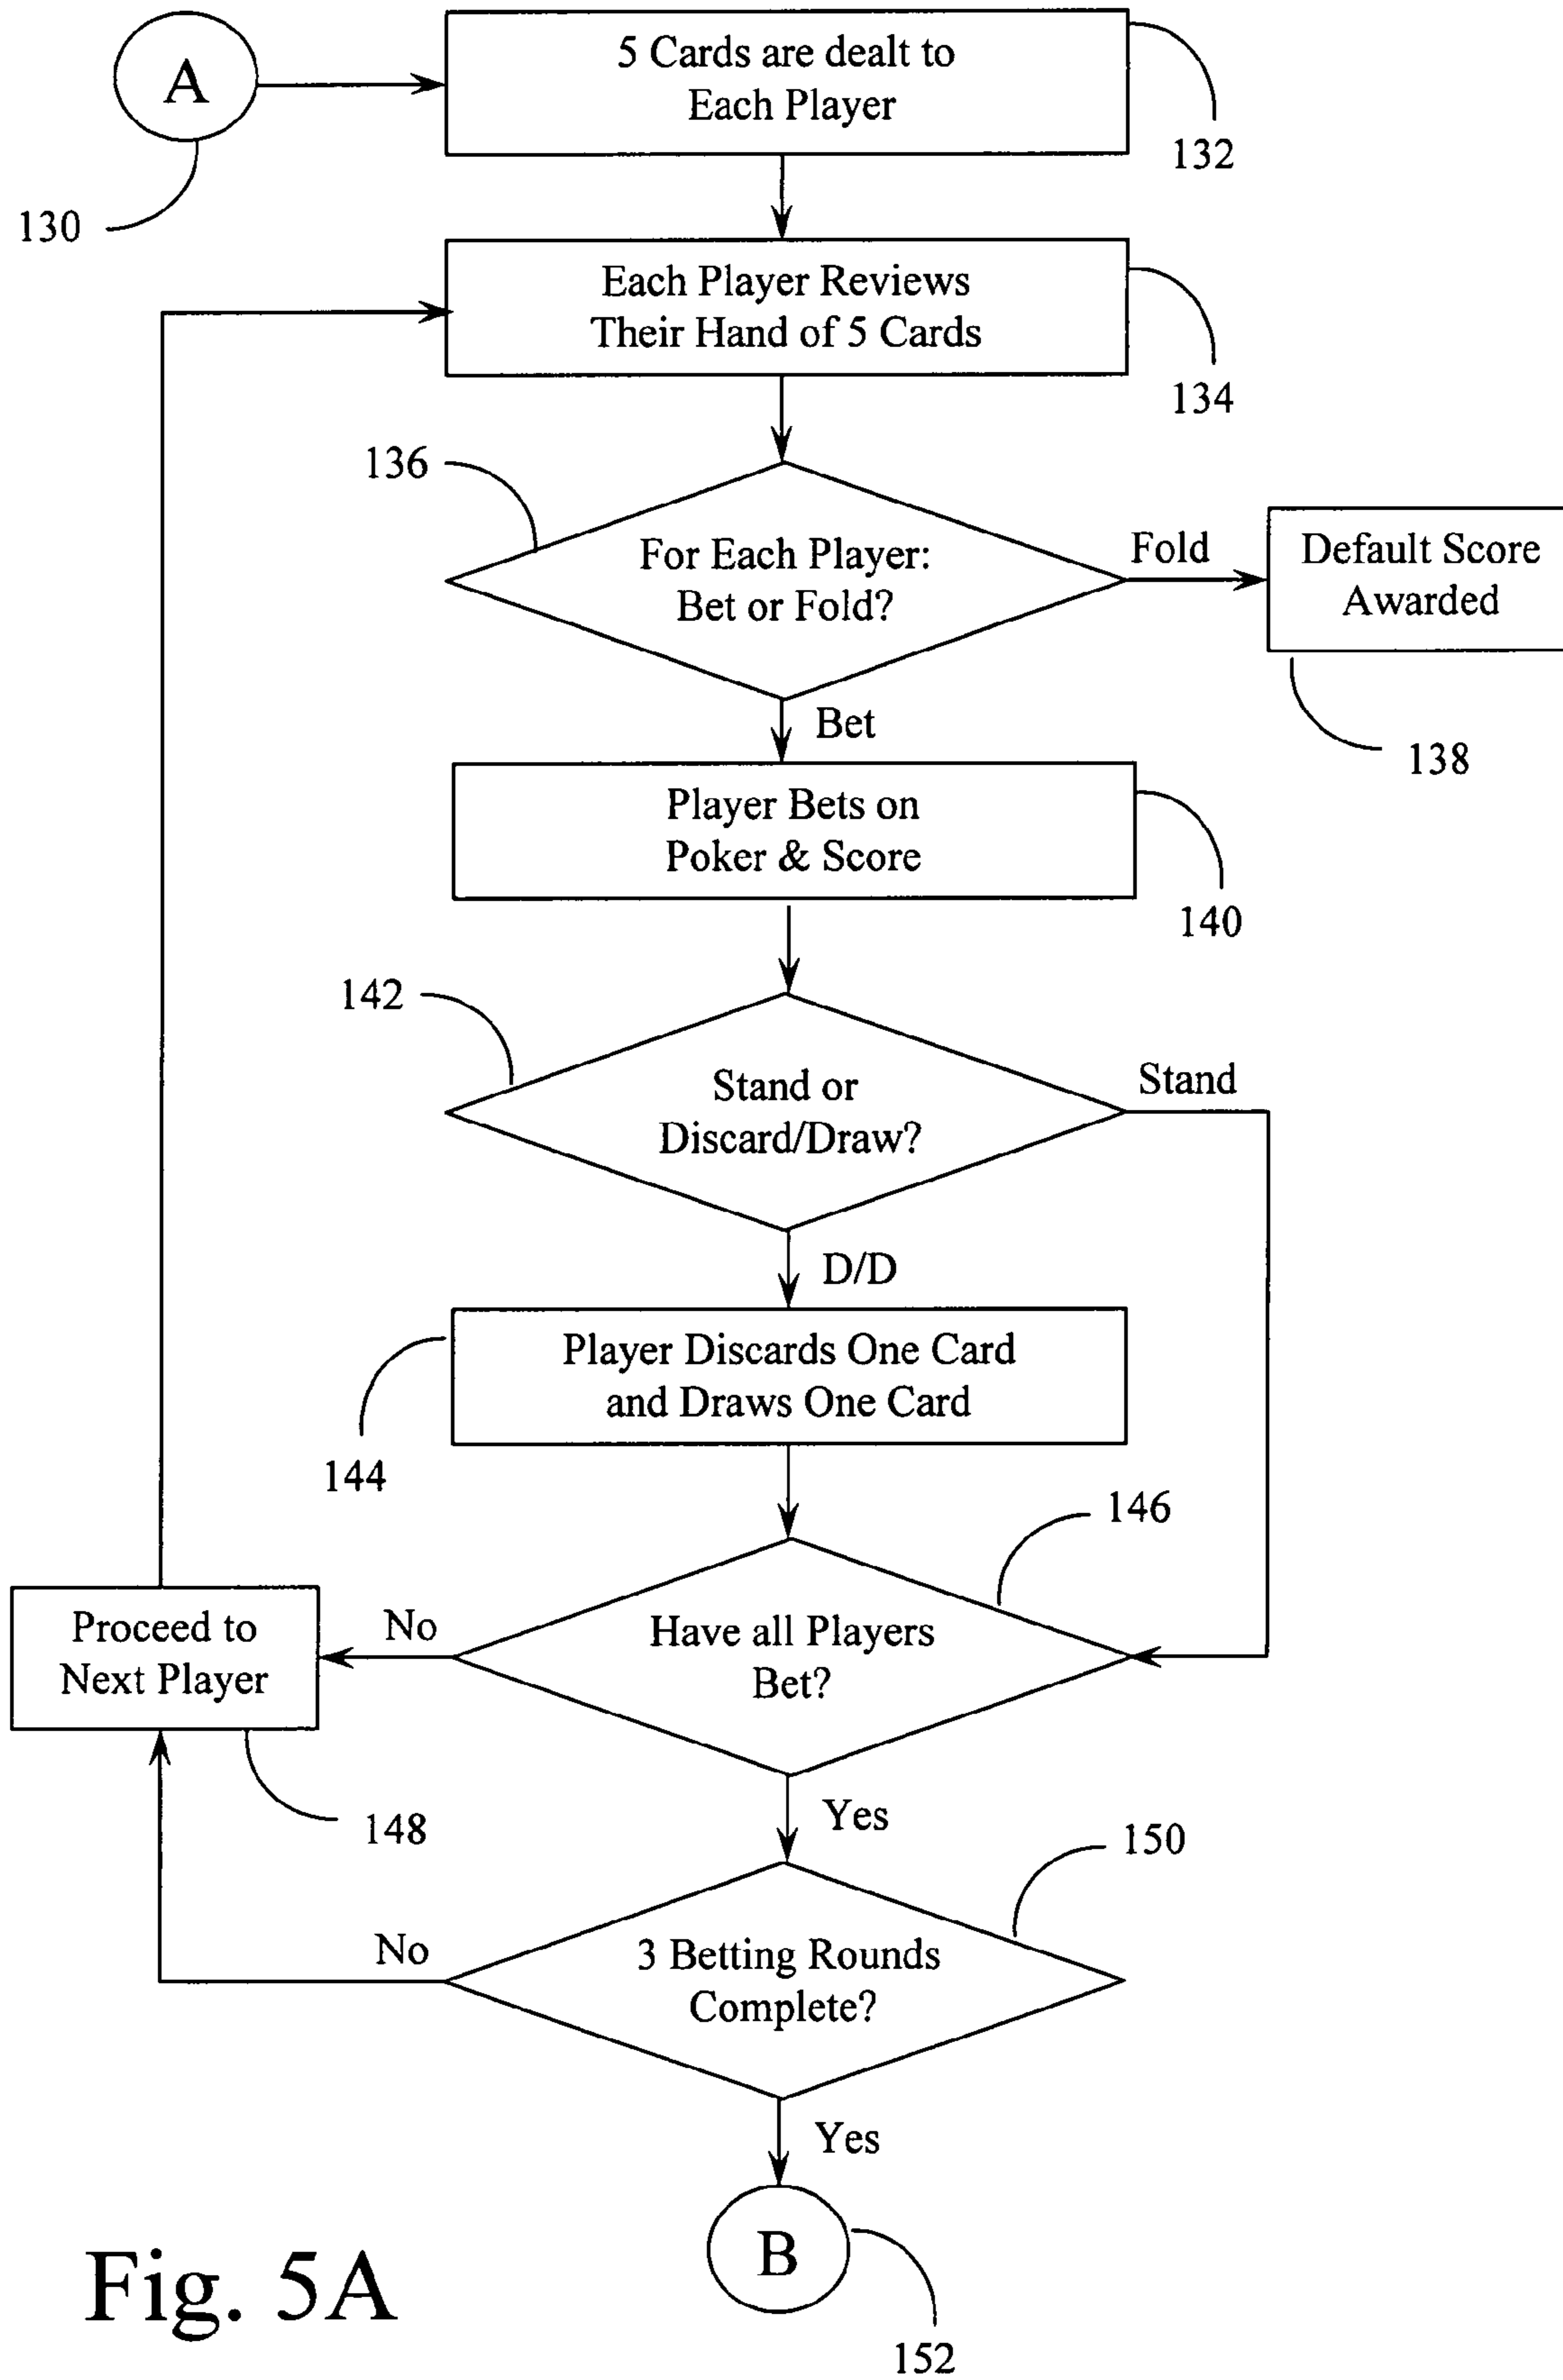 A
5 Cards are dealt to
Each Player
132
130
Each Player Reviews
Their Hand of 5 Cards
134
136
For Each Player:
Bet or Fold?
Fold
Default Score
Awarded
138
Bet
Player Bets on
Poker & Score
140
142
Stand or
Discard/Draw?
Stand
D/D
Player Discards One Card
and Draws One Card
144
146
Have all Players
Bet?
No
Proceed to
Next Player
148
Yes
150
3 Betting Rounds
Complete?
No
Yes
B
152
Fig. 5A